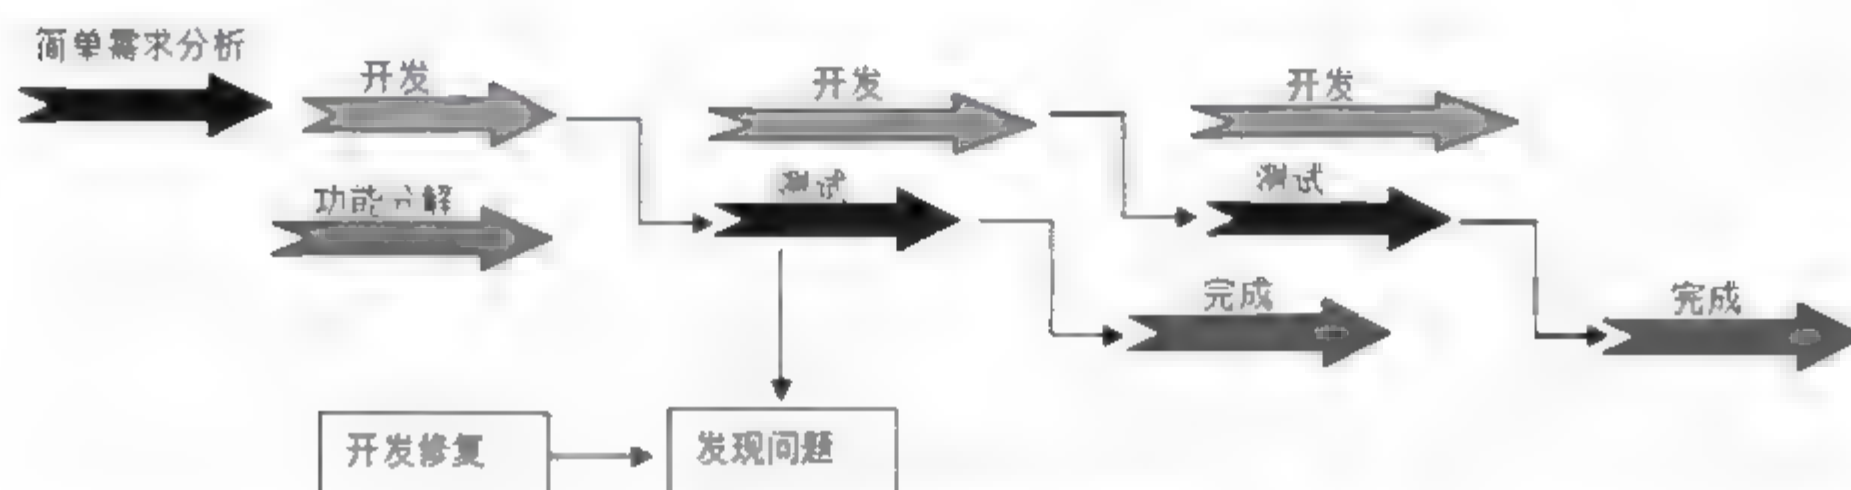 简单需求分析
开发
开发
开发
功能分解
测试
测试
完成
完成
开发修复
发现问题